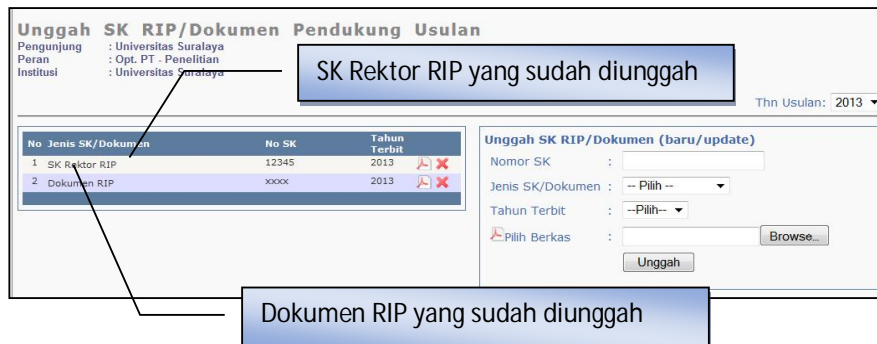 Unggah SK RIP/Dokumen Pendukung Usulan
Pengunjung : Universitas Suralaya
Peran : Opt. PT - Penelitian
Institusi : Universitas Suralaya
SK Rektor RIP yang sudah diunggah
Thn Usulan: 2013
No Jenis SK/Dokumen No SK Tahun Terbit
1 SK Rektor RIP 12345 2013
2 Dokumen RIP xxxx 2013
Unggah SK RIP/Dokumen (baru/update)
Nomor SK :
Jenis SK/Dokumen : -- Pilih --
Tahun Terbit : --Pilih--
Pilih Berkas : Browse...
Unggah
Dokumen RIP yang sudah diunggah